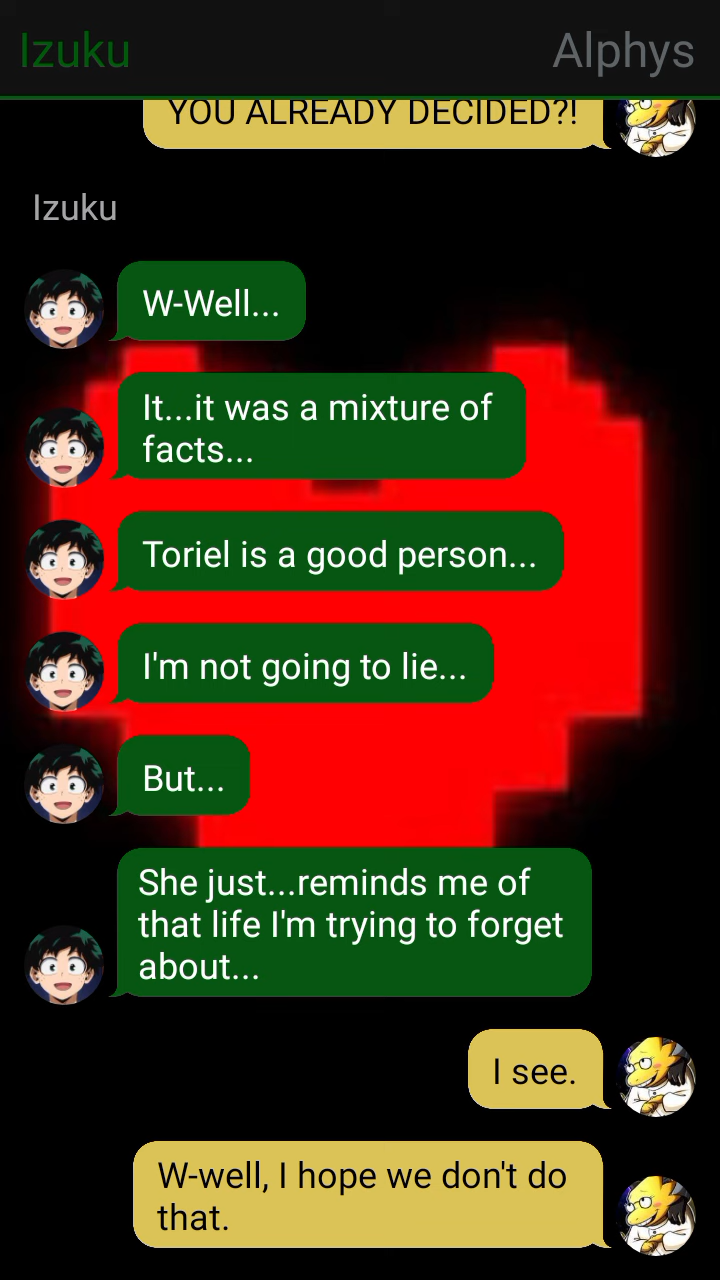 Izuku
Alphys
YOU ALREADY DECIDED?!
Izuku
W-Well...
It...it was a mixture of
facts...
Toriel is a good person...
I'm not going to lie...
But...
She just...reminds me of
that life I'm trying to forget
about...
I see.
W-well, I hope we don't do
that.